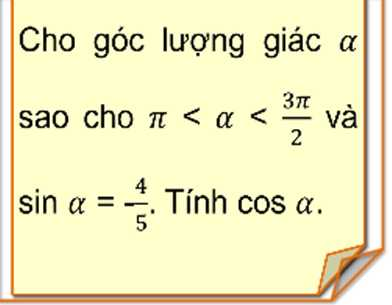 Cho góc lượng giác α
sao cho π < α < 3π/2 và
sin α = -4/5. Tính cos α.